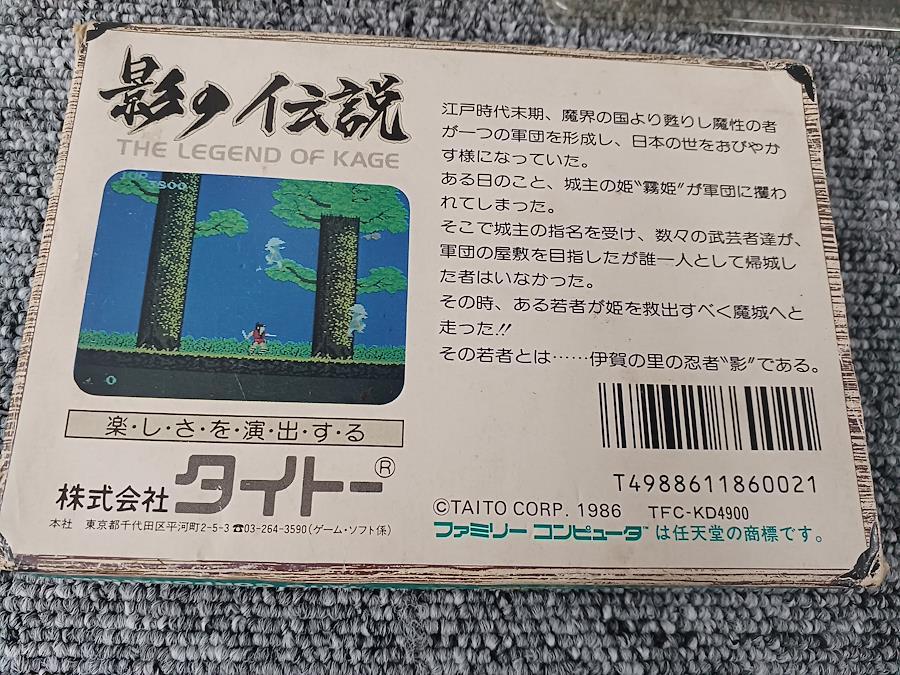 影の伝説
THE LEGEND OF KAGE
江戸時代末期、魔界の国より甦りし魔性の者
が一つの軍団を形成し、日本の世をおびやか
す様になっていた。
ある日のこと、城主の姫〝霧姫〟が軍団に攫わ
れてしまった。
そこで城主の指名を受け、数々の武芸者達が、
軍団の屋敷を目指したが誰一人として帰城し
た者はいなかった。
その時、ある若者が姫を救出すべく魔城へと
走った!!
その若者とは……伊賀の里の忍者〝影〟である。
楽・し・さ・を・演・出・す・る
株式会社 タイトー®
本社 東京都千代田区平河町2-5-3 ☎03-264-3590(ゲーム・ソフト係)
T4988611860021
©TAITO CORP. 1986 TFC-KD4900
ファミリー コンピュータ™ は任天堂の商標です。